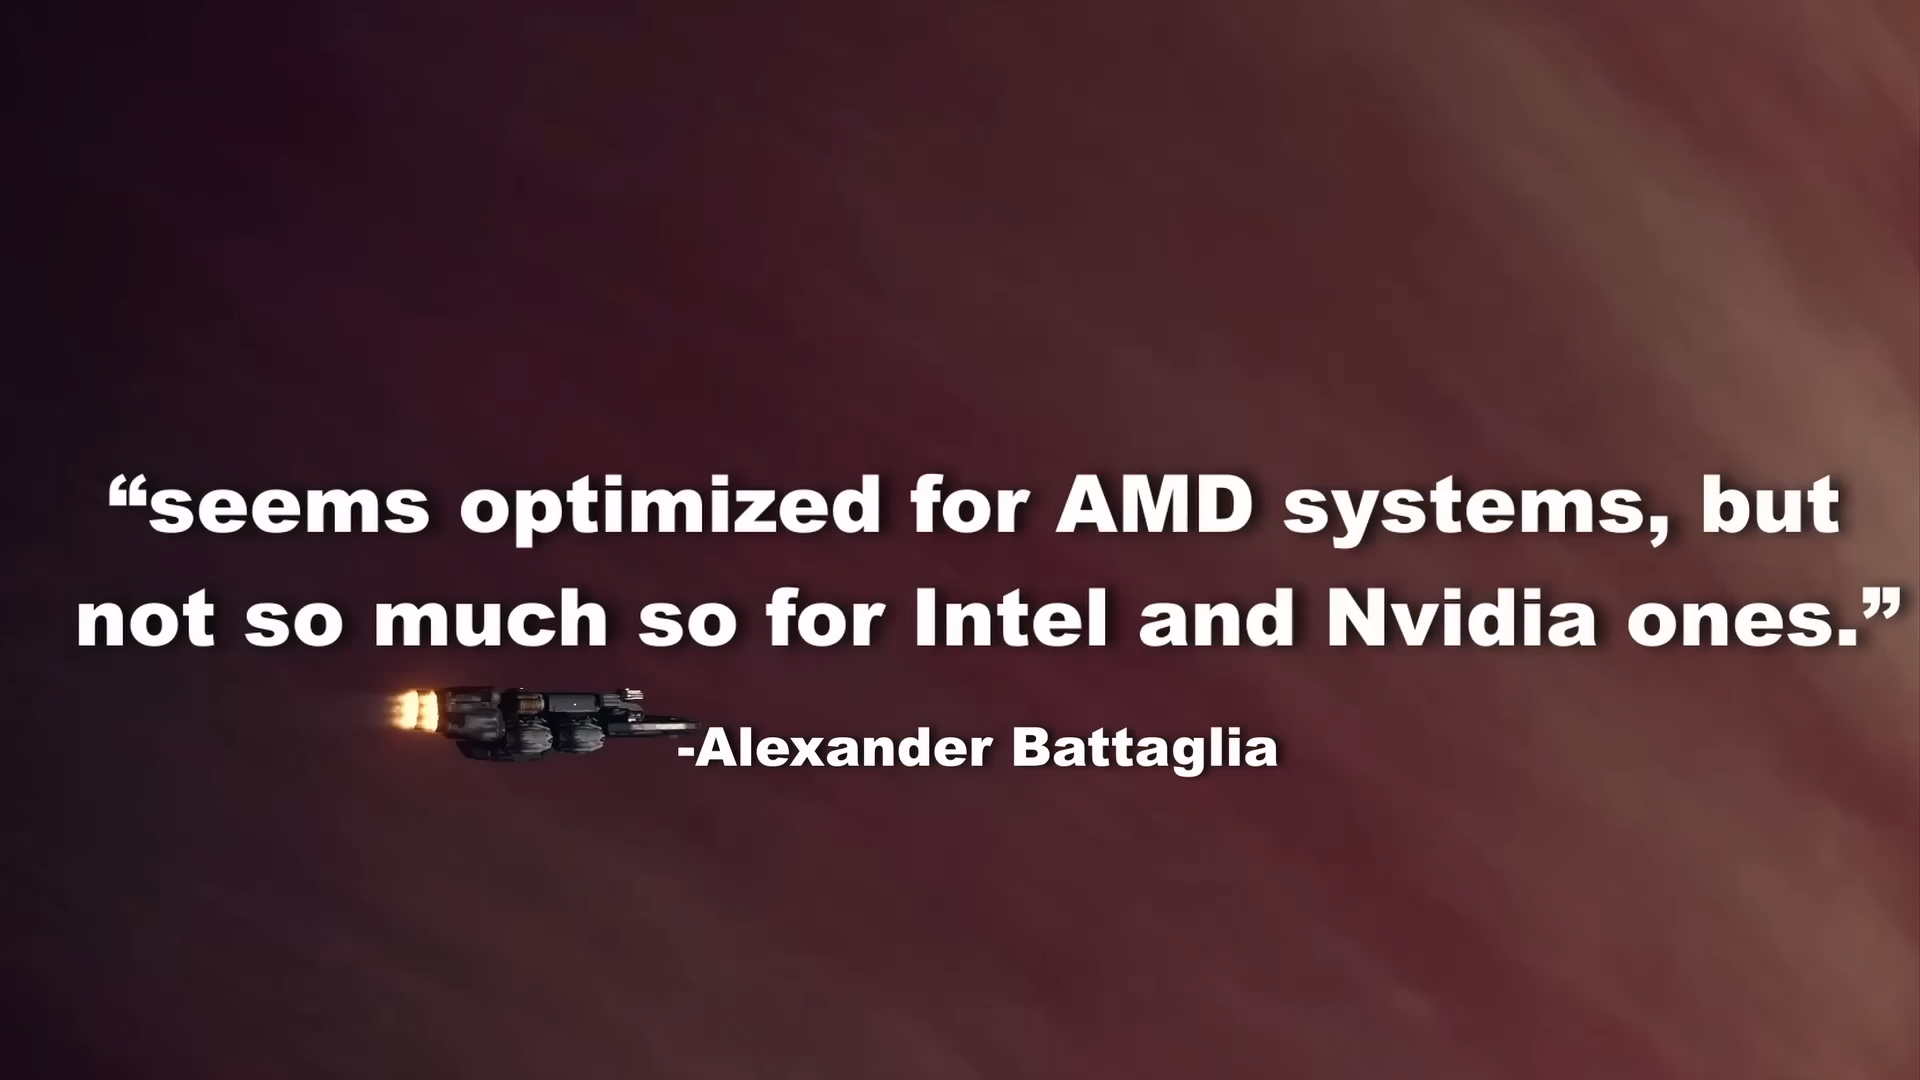 “seems optimized for AMD systems, but
not so much so for Intel and Nvidia ones.”
-Alexander Battaglia